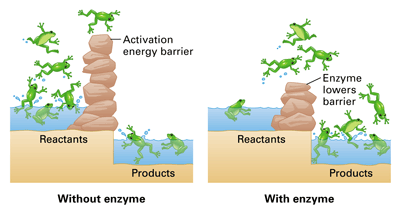 Activation
energy barrier
Reactants
Products
Without enzyme
Enzyme
lowers
barrier
Reactants
Products
With enzyme